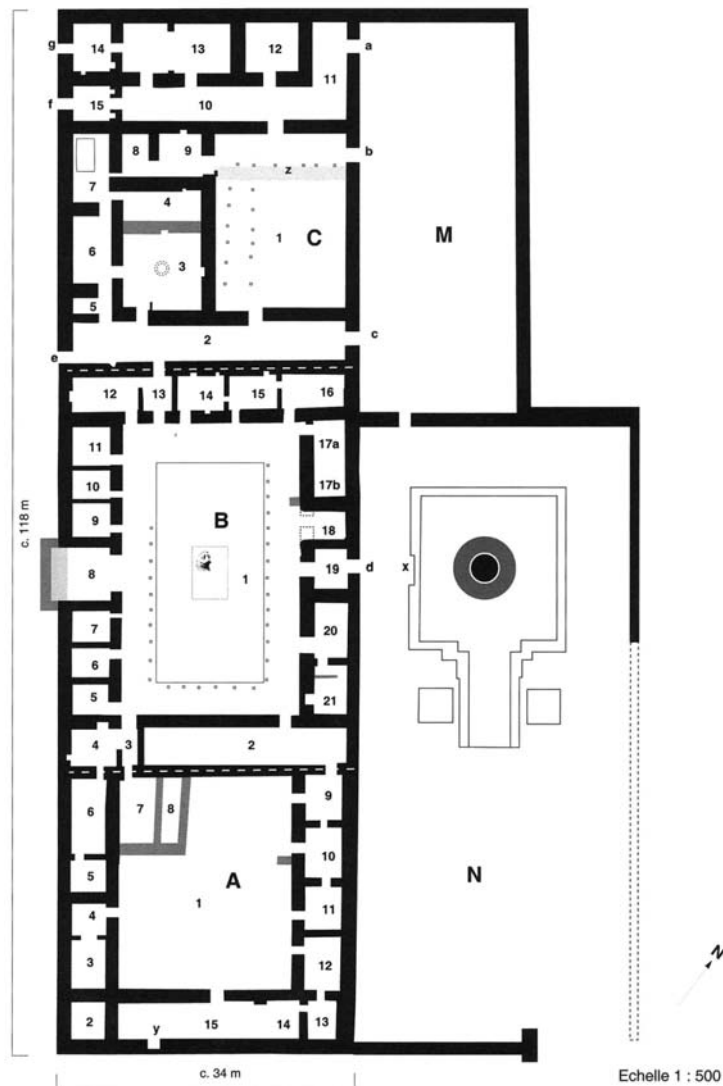 g 14 13 12 a
11
f 15 10
b
8 9
z
7
4
1 C M
6
3
5
2 c
e
12 13 14 15 16
11 17a
10 17b
B
9 18
8 1 19 d x
7 20
6
5 21
4 3 2
6 7 8 9
10
5 A N
4 1 11
3 12
2 y 15 14 13
c. 118 m
c. 34 m
N
Echelle 1 : 500